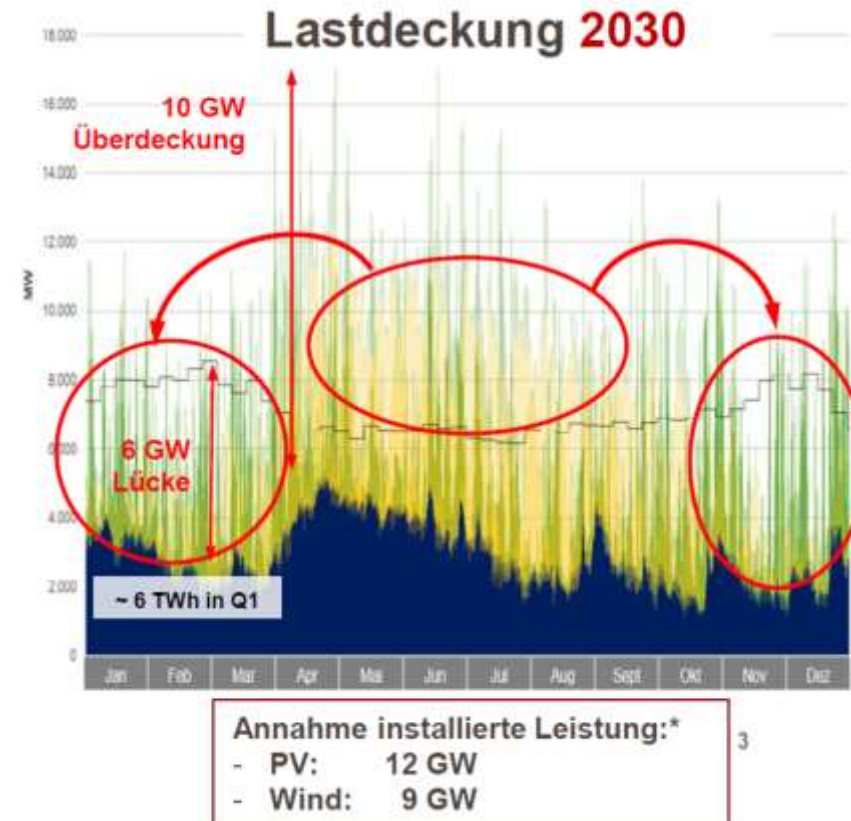 Lastdeckung 2030
18.000
16.000
14.000
12.000
10.000
8.000
6.000
4.000
2.000
0
MW
10 GW
Überdeckung
6 GW
Lücke
~ 6 TWh in Q1
Jan Feb Mar Apr Mai Jun Jul Aug Sept Okt Nov Dez
Annahme installierte Leistung:*
- PV: 12 GW
- Wind: 9 GW
3